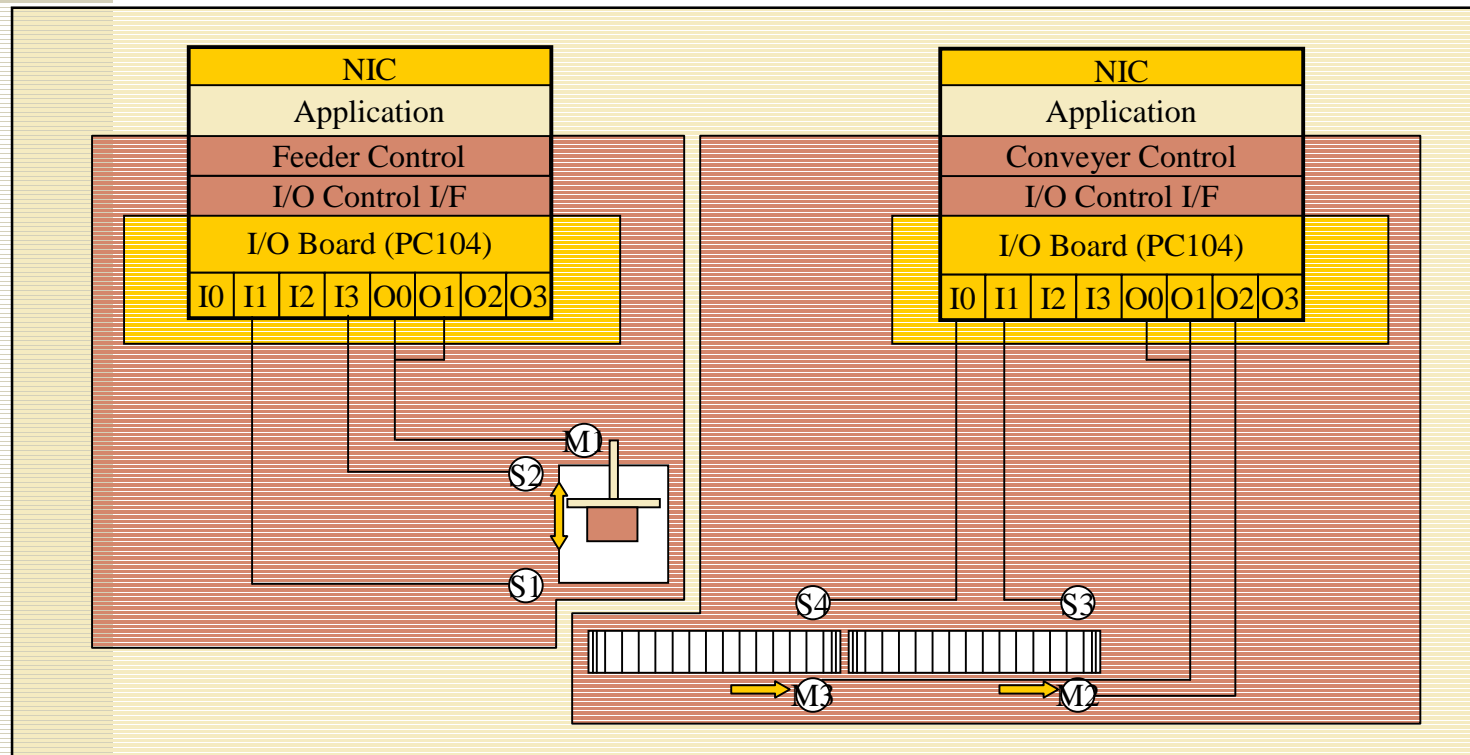 NIC
Application
Feeder Control
I/O Control I/F
I/O Board (PC104)
I0 I1 I2 I3 O0 O1 O2 O3
M1
S2
S1
NIC
Application
Conveyer Control
I/O Control I/F
I/O Board (PC104)
I0 I1 I2 I3 O0 O1 O2 O3
S4 S3
M3 M2